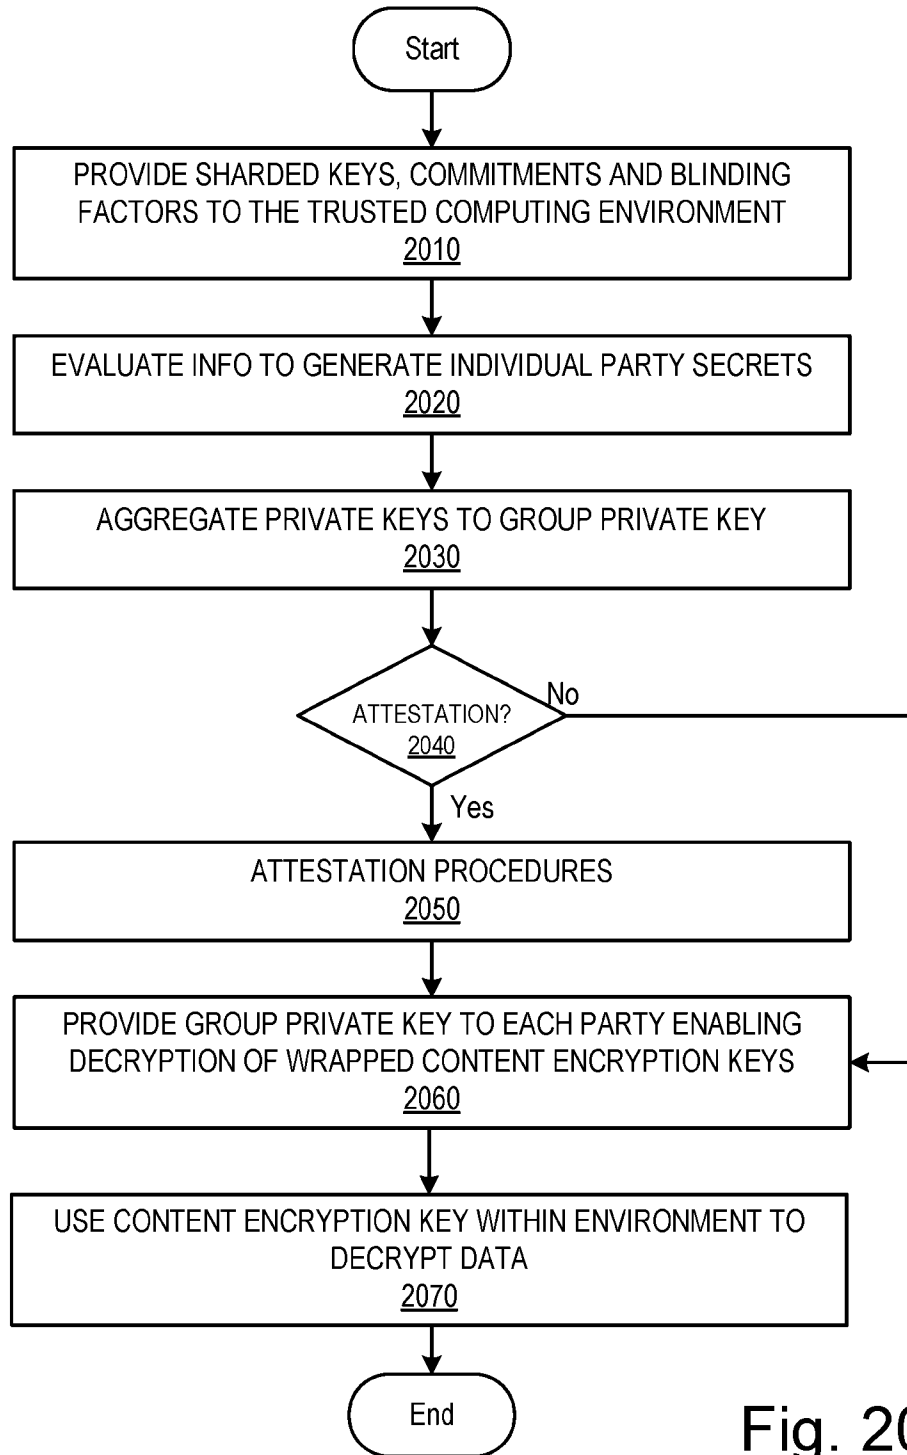 Start
PROVIDE SHARDED KEYS, COMMITMENTS AND BLINDING
FACTORS TO THE TRUSTED COMPUTING ENVIRONMENT
2010
EVALUATE INFO TO GENERATE INDIVIDUAL PARTY SECRETS
2020
AGGREGATE PRIVATE KEYS TO GROUP PRIVATE KEY
2030
No
ATTESTATION?
2040
Yes
ATTESTATION PROCEDURES
2050
PROVIDE GROUP PRIVATE KEY TO EACH PARTY ENABLING
DECRYPTION OF WRAPPED CONTENT ENCRYPTION KEYS
2060
USE CONTENT ENCRYPTION KEY WITHIN ENVIRONMENT TO
DECRYPT DATA
2070
End
Fig. 20